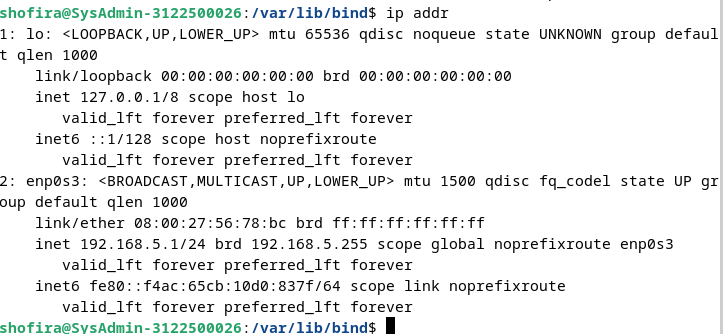 shofira@SysAdmin-3122500026:/var/lib/bind$ ip addr
1: lo: <LOOPBACK,UP,LOWER_UP> mtu 65536 qdisc noqueue state UNKNOWN group defaul
t qlen 1000
    link/loopback 00:00:00:00:00:00 brd 00:00:00:00:00:00
    inet 127.0.0.1/8 scope host lo
       valid_lft forever preferred_lft forever
    inet6 ::1/128 scope host noprefixroute
       valid_lft forever preferred_lft forever
2: enp0s3: <BROADCAST,MULTICAST,UP,LOWER_UP> mtu 1500 qdisc fq_codel state UP gr
oup default qlen 1000
    link/ether 08:00:27:56:78:bc brd ff:ff:ff:ff:ff:ff
    inet 192.168.5.1/24 brd 192.168.5.255 scope global noprefixroute enp0s3
       valid_lft forever preferred_lft forever
    inet6 fe80::f4ac:65cb:10d0:837f/64 scope link noprefixroute
       valid_lft forever preferred_lft forever
shofira@SysAdmin-3122500026:/var/lib/bind$